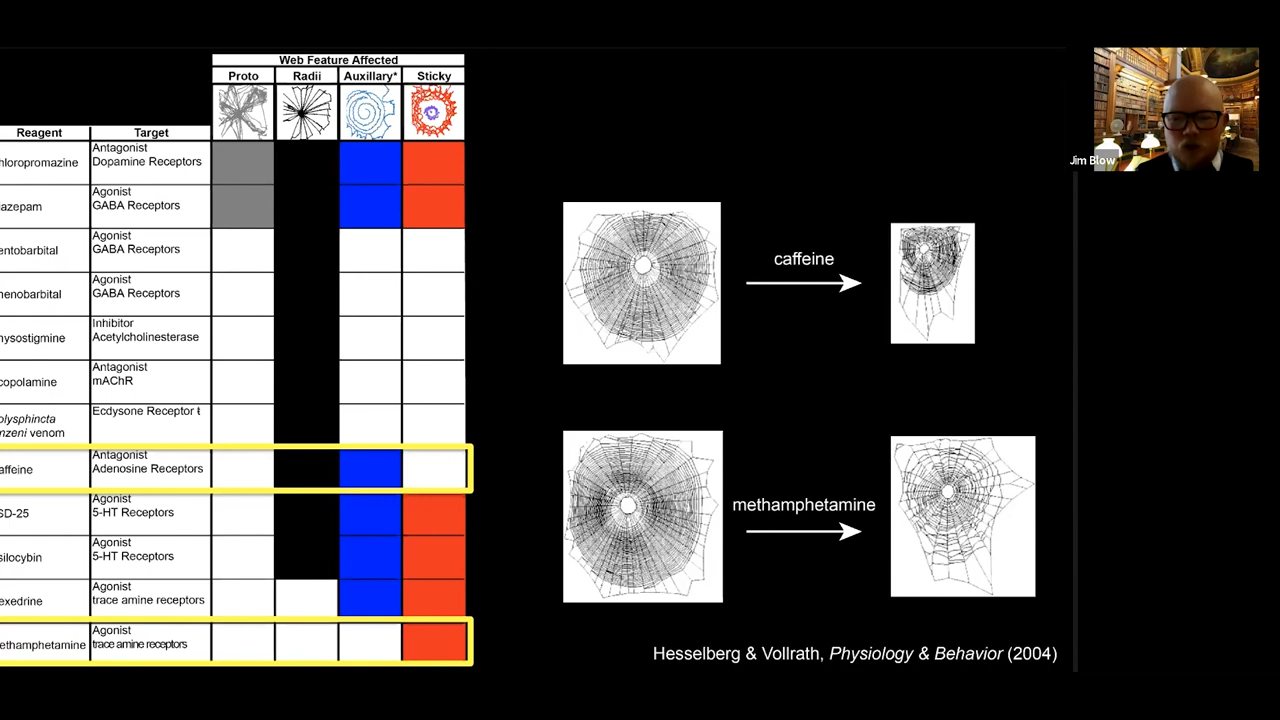 Web Feature Affected
Proto Radii Auxillary* Sticky
Reagent Target
hloropromazine Antagonist
Dopamine Receptors
azepam Agonist
GABA Receptors
entobarbital Agonist
GABA Receptors
henobarbital Agonist
GABA Receptors
hysostigmine Inhibitor
Acetylcholinesterase
copolamine Antagonist
mAChR
olysphincta Ecdysone Receptor ŧ
mzeni venom
affeine Antagonist
Adenosine Receptors
SD-25 Agonist
5-HT Receptors
silocybin Agonist
5-HT Receptors
exedrine Agonist
trace amine receptors
ethamphetamine Agonist
trace amine receptors
caffeine
methamphetamine
Hesselberg & Vollrath, Physiology & Behavior (2004)
Jim Blow